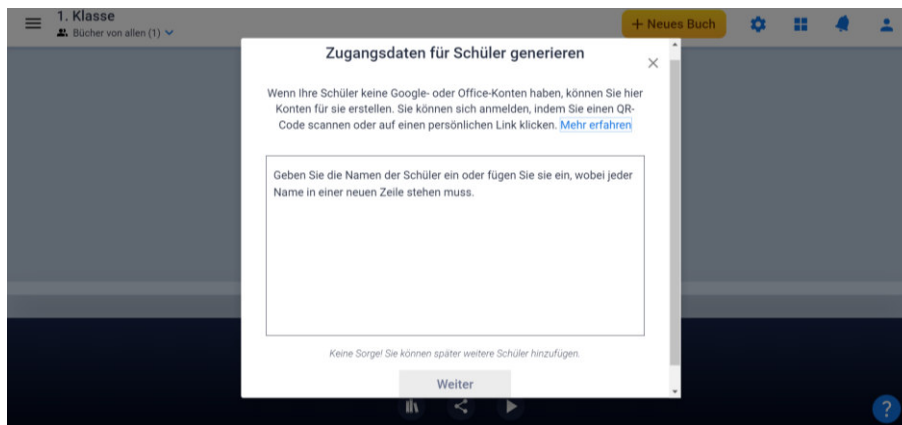 1. Klasse
Bücher von allen (1)
+ Neues Buch
Zugangsdaten für Schüler generieren
Wenn Ihre Schüler keine Google- oder Office-Konten haben, können Sie hier
Konten für sie erstellen. Sie können sich anmelden, indem Sie einen QR-
Code scannen oder auf einen persönlichen Link klicken. Mehr erfahren
Geben Sie die Namen der Schüler ein oder fügen Sie sie ein, wobei jeder
Name in einer neuen Zeile stehen muss.
Keine Sorge! Sie können später weitere Schüler hinzufügen.
Weiter
?